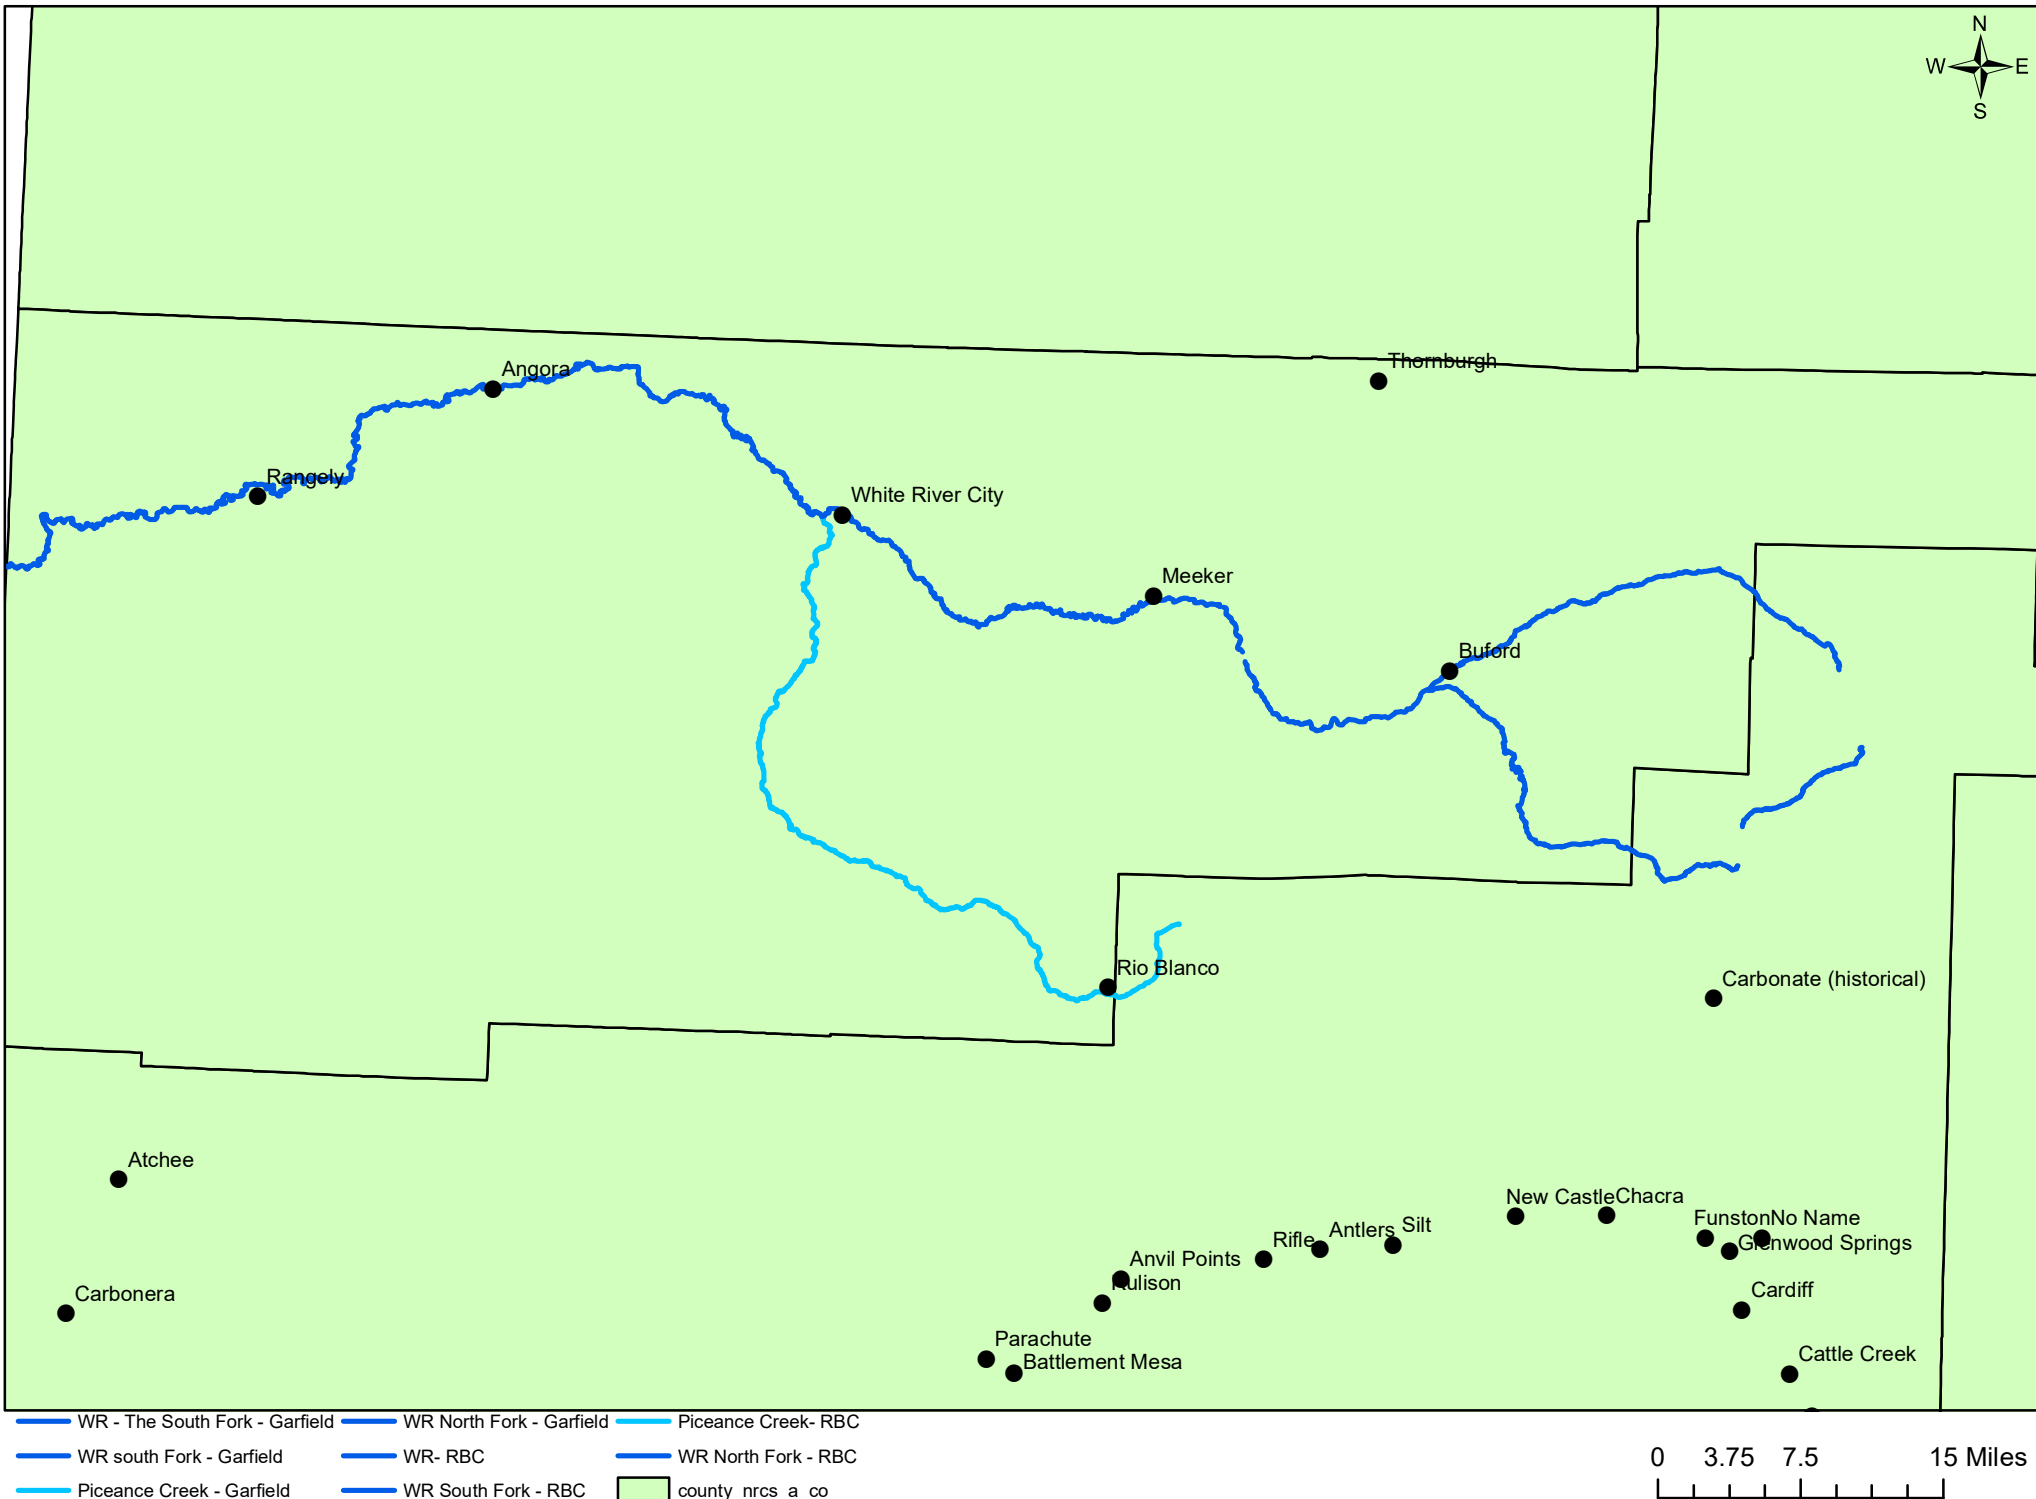 N
W E
S
Thornburgh
Angora
Rangely
White River City
Meeker
Buford
Rio Blanco
Carbonate (historical)
Atchee
New Castle Chacra
Funston No Name
Glenwood Springs
Rifle Antlers Silt
Anvil Points
Rulison
Carbonera
Cardiff
Parachute
Battlement Mesa
Cattle Creek
WR - The South Fork - Garfield WR North Fork - Garfield Piceance Creek- RBC
WR south Fork - Garfield WR- RBC WR North Fork - RBC
Piceance Creek - Garfield WR South Fork - RBC county_nrcs_a_co
0 3.75 7.5 15 Miles